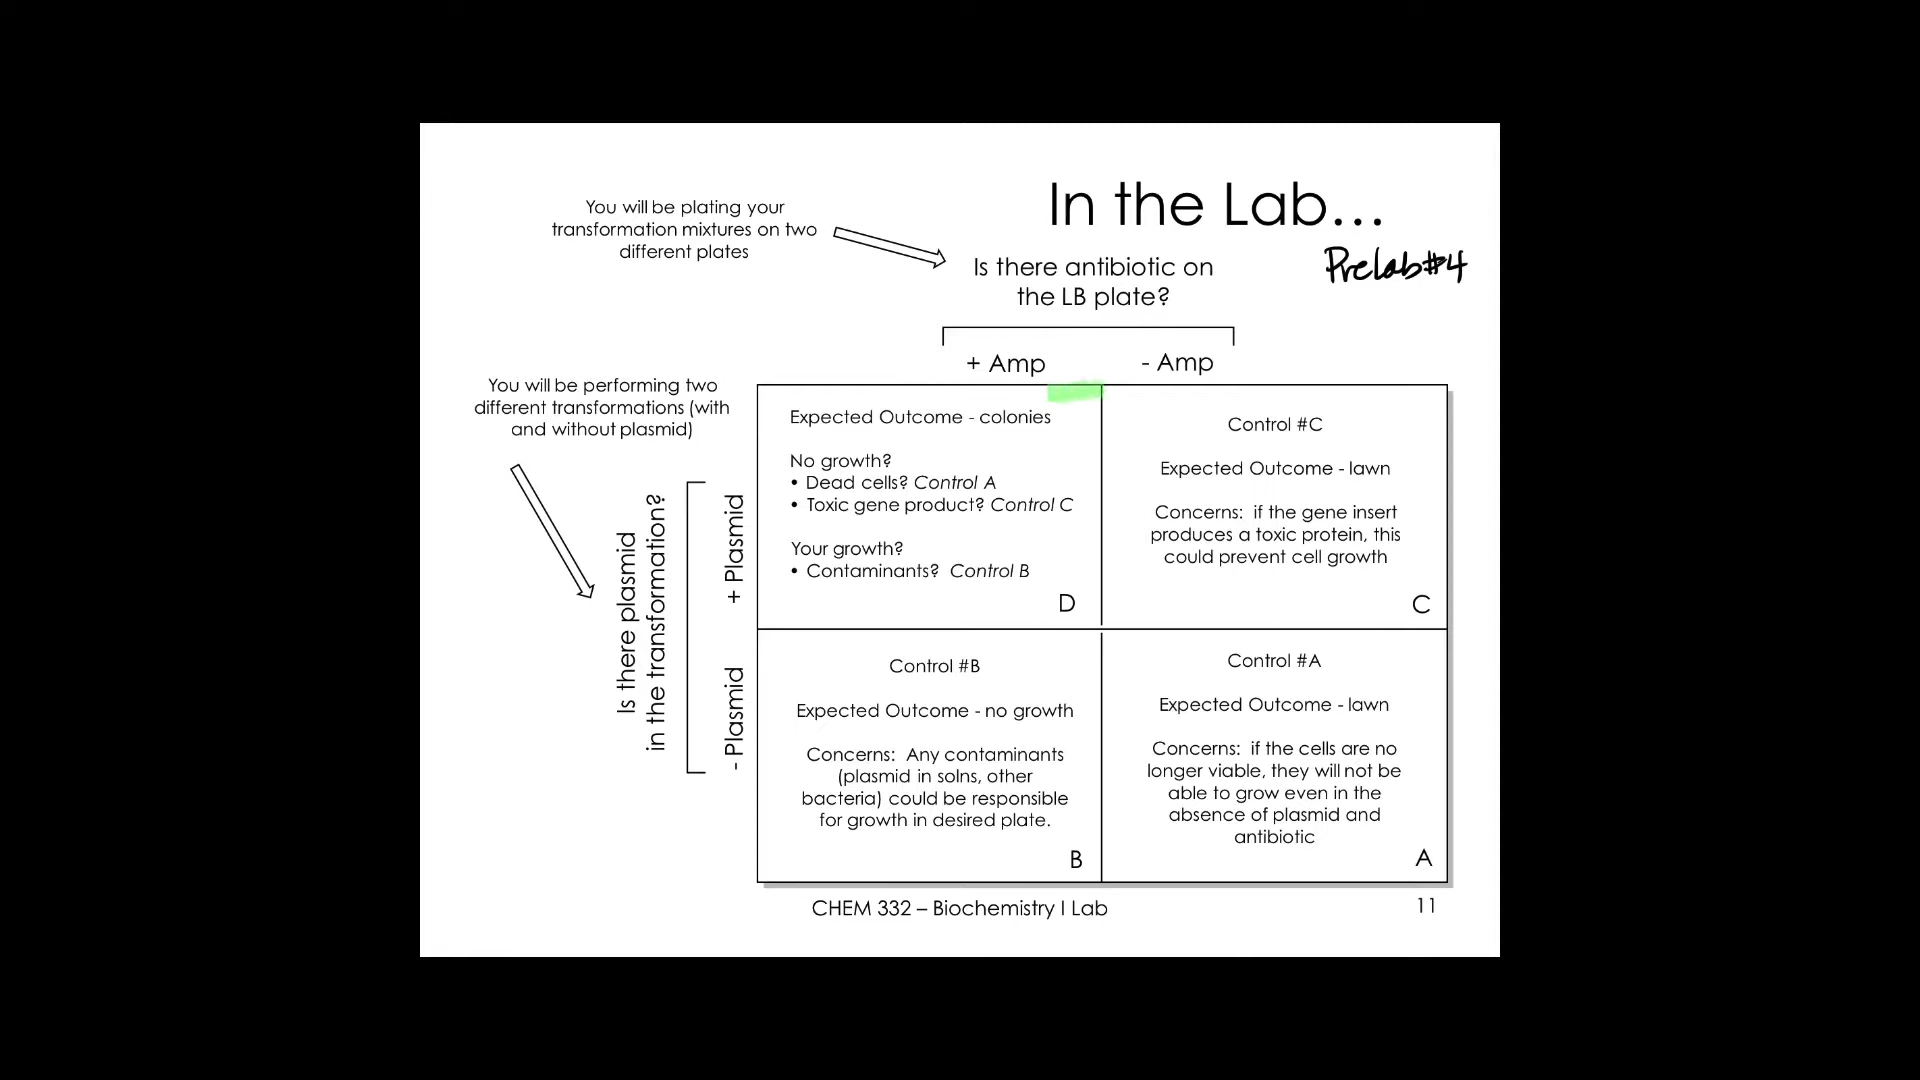 In the Lab...
Prelab#4
You will be plating your
transformation mixtures on two
different plates
Is there antibiotic on
the LB plate?
+ Amp
- Amp
You will be performing two
different transformations (with
and without plasmid)
Is there plasmid
in the transformation?
+ Plasmid
- Plasmid
Expected Outcome - colonies
No growth?
• Dead cells? Control A
• Toxic gene product? Control C
Your growth?
• Contaminants? Control B
D
Control #C
Expected Outcome - lawn
Concerns: if the gene insert
produces a toxic protein, this
could prevent cell growth
C
Control #B
Expected Outcome - no growth
Concerns: Any contaminants
(plasmid in solns, other
bacteria) could be responsible
for growth in desired plate.
B
Control #A
Expected Outcome - lawn
Concerns: if the cells are no
longer viable, they will not be
able to grow even in the
absence of plasmid and
antibiotic
A
CHEM 332 – Biochemistry I Lab
11